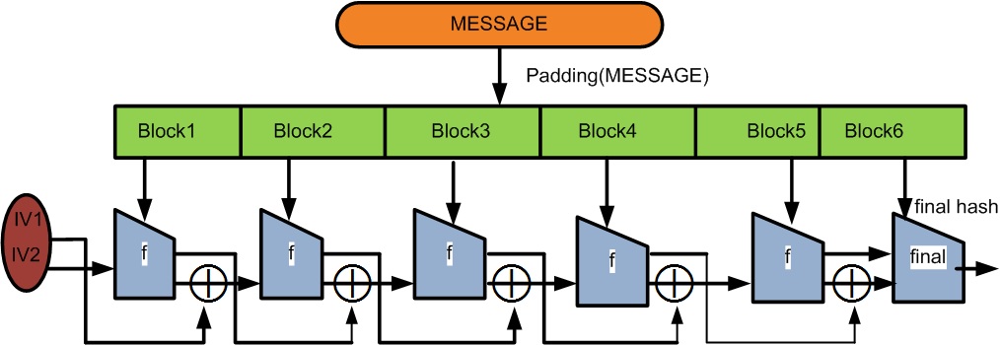 MESSAGE
Padding(MESSAGE)
Block1 Block2 Block3 Block4 Block5 Block6
IV1
IV2
final hash
f f f f f final